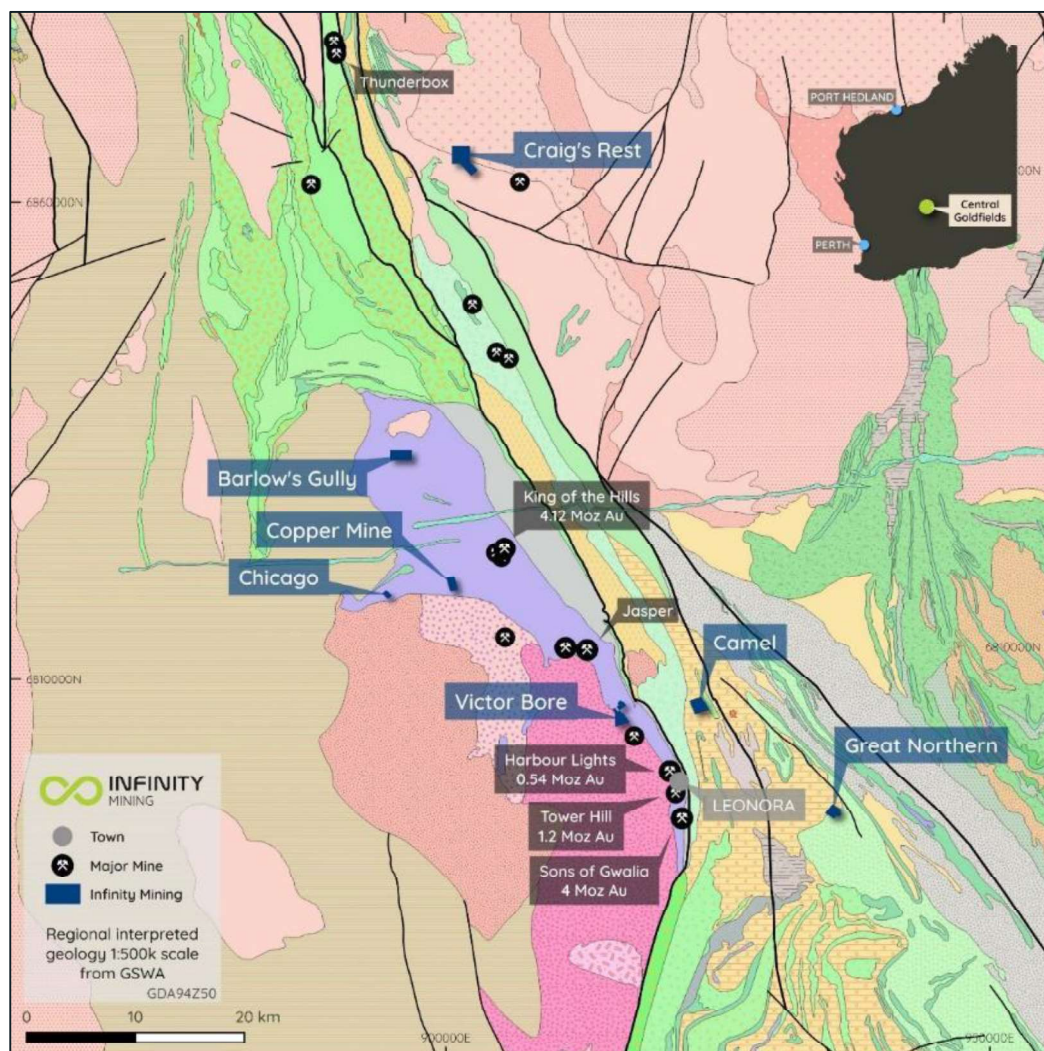 Thunderbox
Craig's Rest
PORT HEDLAND
Central
Goldfields
PERTH
6860000N
Barlow's Gully
King of the Hills
4.12 Moz Au
Copper Mine
Chicago
Jasper
Camel
6810000N
6810000N
Victor Bore
Great Northern
Harbour Lights
0.54 Moz Au
LEONORA
Tower Hill
1.2 Moz Au
Sons of Gwalia
4 Moz Au
INFINITY
MINING
Town
Major Mine
Infinity Mining
Regional interpreted
geology 1:500k scale
from GSWA
GDA94Z50
0 10 20 km
900000E
950000E